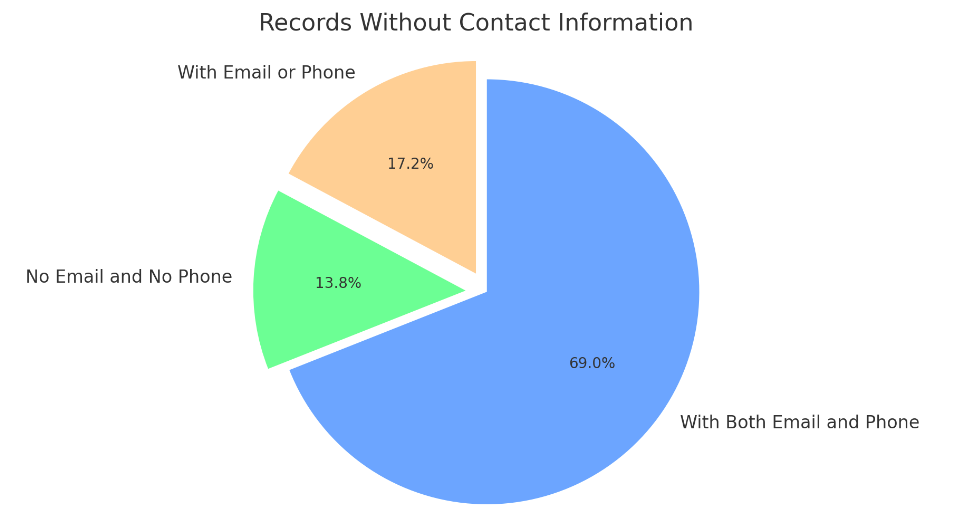 Records Without Contact Information
With Email or Phone
17.2%
No Email and No Phone
13.8%
69.0%
With Both Email and Phone